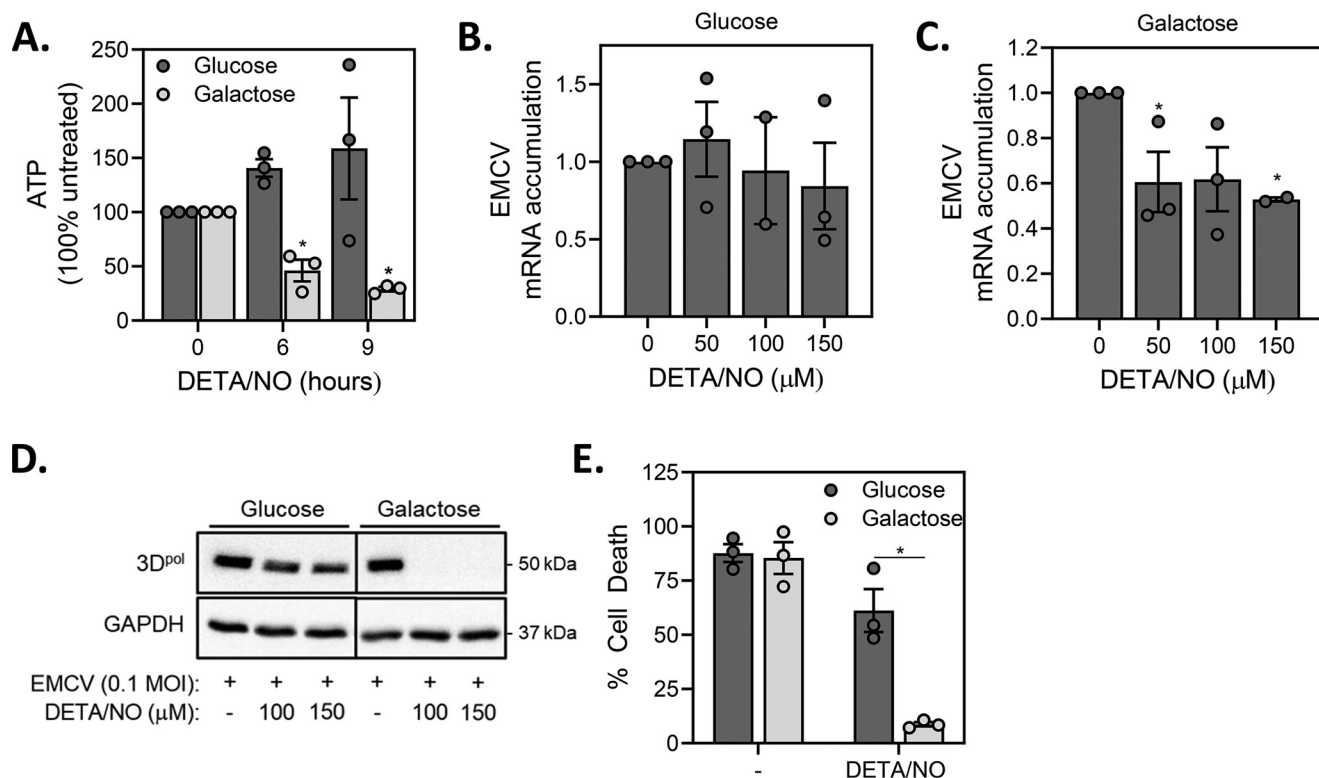 A.
ATP
(100% untreated)
250
200
150
100
50
0
Glucose
Galactose
*
*
0 6 9
DETA/NO (hours)
B.
Glucose
EMCV
mRNA accumulation
1.5
1.0
0.5
0.0
0 50 100 150
DETA/NO (μM)
C.
Galactose
EMCV
mRNA accumulation
1.2
1.0
0.8
0.6
0.4
0.2
0.0
*
*
0 50 100 150
DETA/NO (μM)
D.
Glucose Galactose
3Dpol - 50 kDa
GAPDH - 37 kDa
EMCV (0.1 MOI): + + + + + +
DETA/NO (μM): - 100 150 - 100 150
E.
% Cell Death
125
100
75
50
25
0
Glucose
Galactose
*
- DETA/NO